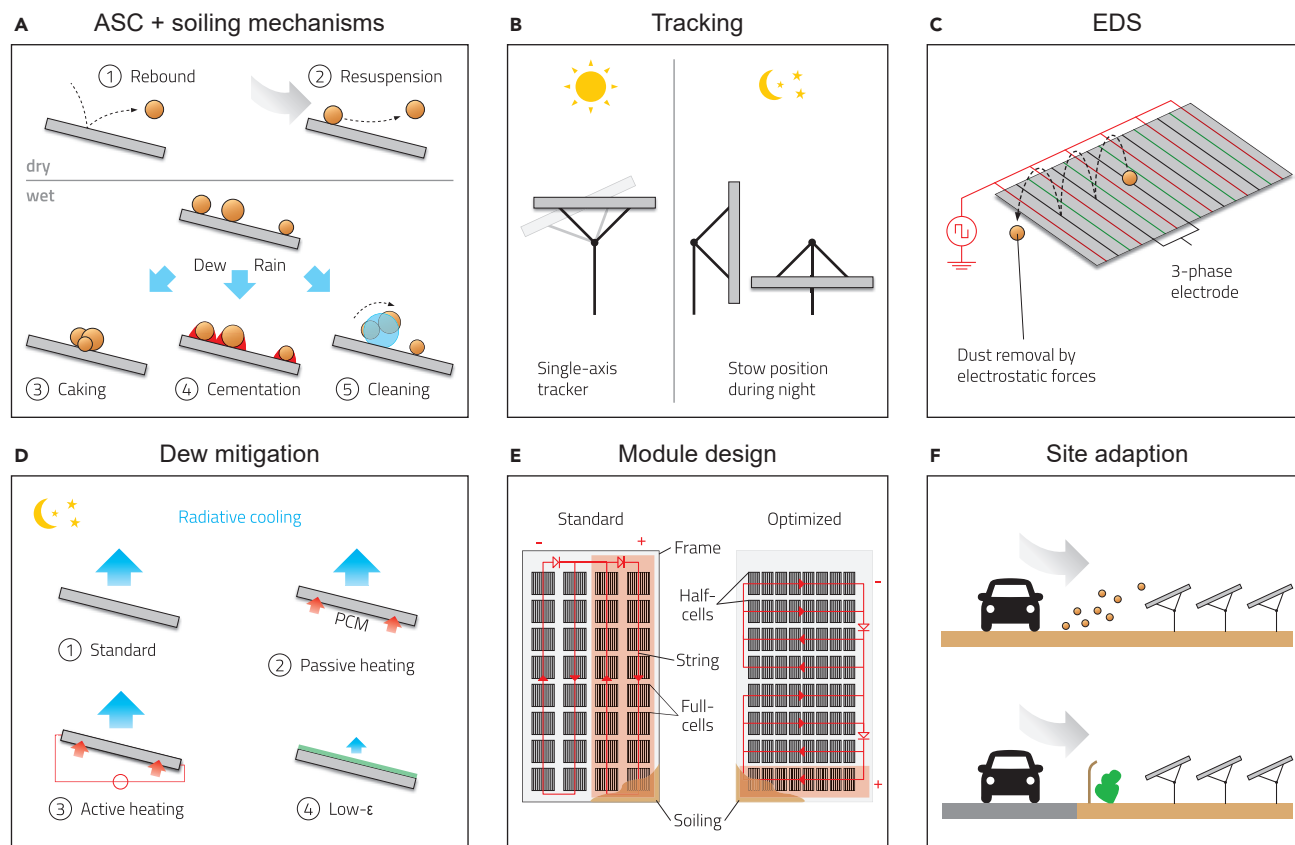 A ASC + soiling mechanisms
1 Rebound
2 Resuspension
dry
wet
Dew Rain
3 Caking
4 Cementation
5 Cleaning
B Tracking
Single-axis
tracker
Stow position
during night
C EDS
3-phase
electrode
Dust removal by
electrostatic forces
D Dew mitigation
Radiative cooling
1 Standard
PCM
2 Passive heating
3 Active heating
4 Low-ε
E Module design
Standard
Optimized
- +
Frame
-
Half-
cells
String
Full-
cells
+
Soiling
F Site adaption